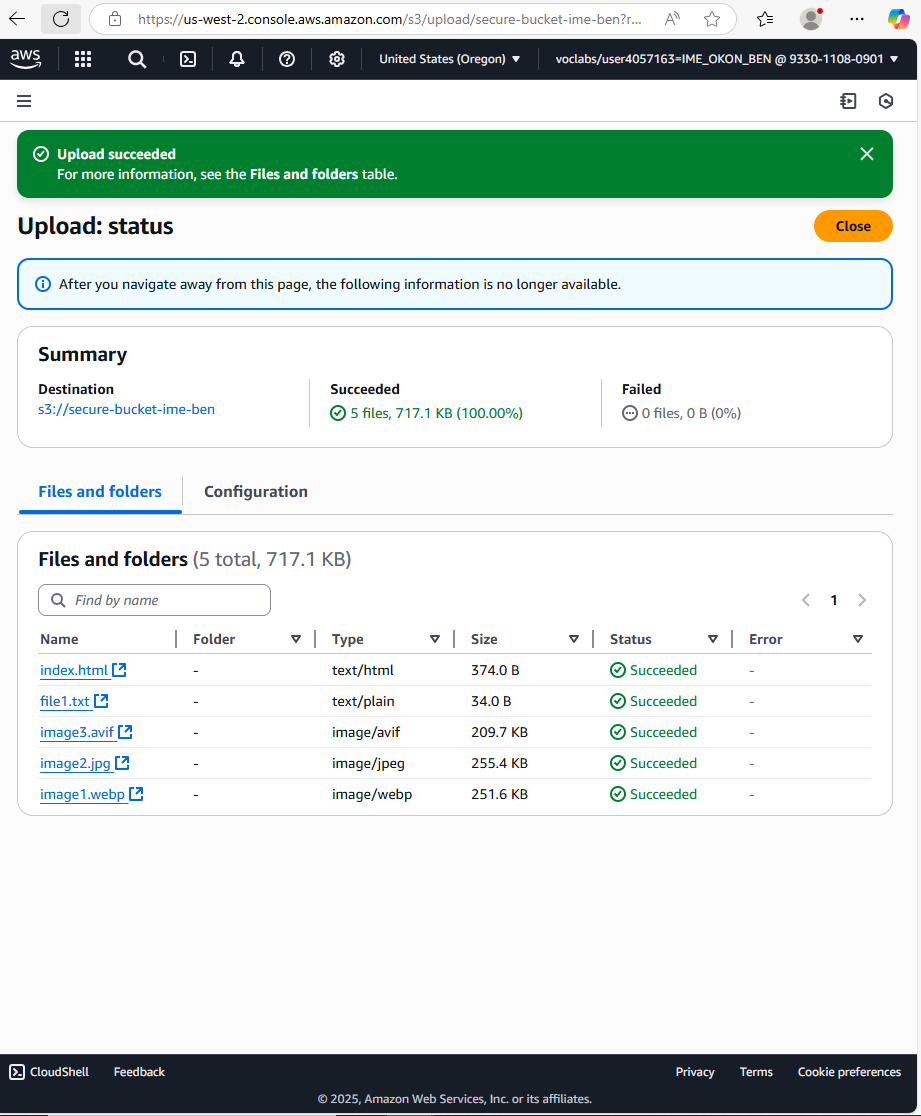 https://us-west-2.console.aws.amazon.com/s3/upload/secure-bucket-ime-ben?r...
aws
United States (Oregon)
voclabs/user4057163=IME_OKON_BEN @ 9330-1108-0901
Upload succeeded
For more information, see the Files and folders table.
Upload: status
Close
After you navigate away from this page, the following information is no longer available.
Summary
Destination Succeeded Failed
s3://secure-bucket-ime-ben 5 files, 717.1 KB (100.00%) 0 files, 0 B (0%)
Files and folders Configuration
Files and folders (5 total, 717.1 KB)
Find by name
1
Name Folder Type Size Status Error
index.html - text/html 374.0 B Succeeded -
file1.txt - text/plain 34.0 B Succeeded -
image3.avif - image/avif 209.7 KB Succeeded -
image2.jpg - image/jpeg 255.4 KB Succeeded -
image1.webp - image/webp 251.6 KB Succeeded -
CloudShell Feedback Privacy Terms Cookie preferences
© 2025, Amazon Web Services, Inc. or its affiliates.